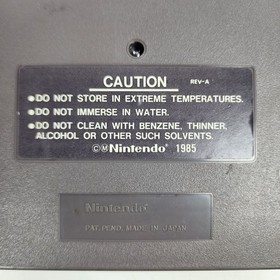 CAUTION REV-A
●DO NOT STORE IN EXTREME TEMPERATURES.
●DO NOT IMMERSE IN WATER.
●DO NOT CLEAN WITH BENZENE, THINNER,
ALCOHOL OR OTHER SUCH SOLVENTS.
©ⓂNintendo® 1985
Nintendo®
PAT. PEND. MADE IN JAPAN